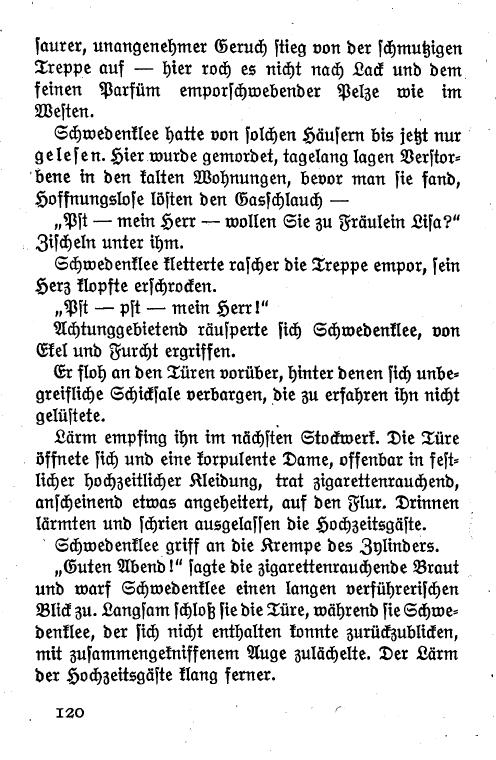 saurer, unangenehmer Geruch stieg von der schmutzigen
Treppe auf — hier roch es nicht nach Lack und dem
feinen Parfüm emporschwebender Pelze wie im
Westen.
Schwedenklee hatte von solchen Häusern bis jetzt nur
gelesen. Hier wurde gemordet, tagelang lagen Verstor-
bene in den kalten Wohnungen, bevor man sie fand,
Hoffnungslose lösten den Gasschlauch —
„Pst — mein Herr — wollen Sie zu Fräulein Lisa?“
Zischeln unter ihm.
Schwedenklee kletterte rascher die Treppe empor, sein
Herz klopfte erschrocken.
„Pst — pst — mein Herr!“
Achtunggebietend räusperte sich Schwedenklee, von
Ekel und Furcht ergriffen.
Er floh an den Türen vorüber, hinter denen sich unbe-
greifliche Schicksale verbargen, die zu erfahren ihn nicht
gelüstete.
Lärm empfing ihn im nächsten Stockwerk. Die Türe
öffnete sich und eine korpulente Dame, offenbar in fest-
licher hochzeitlicher Kleidung, trat zigarettenrauchend,
anscheinend etwas angeheitert, auf den Flur. Drinnen
lärmten und schrien ausgelassen die Hochzeitsgäste.
Schwedenklee griff an die Krempe des Zylinders.
„Guten Abend!“ sagte die zigarettenrauchende Braut
und warf Schwedenklee einen langen verführerischen
Blick zu. Langsam schloß sie die Türe, während sie Schwe-
denklee, der sich nicht enthalten konnte zurückzublicken,
mit zusammengekniffenem Auge zulächelte. Der Lärm
der Hochzeitsgäste klang ferner.
120